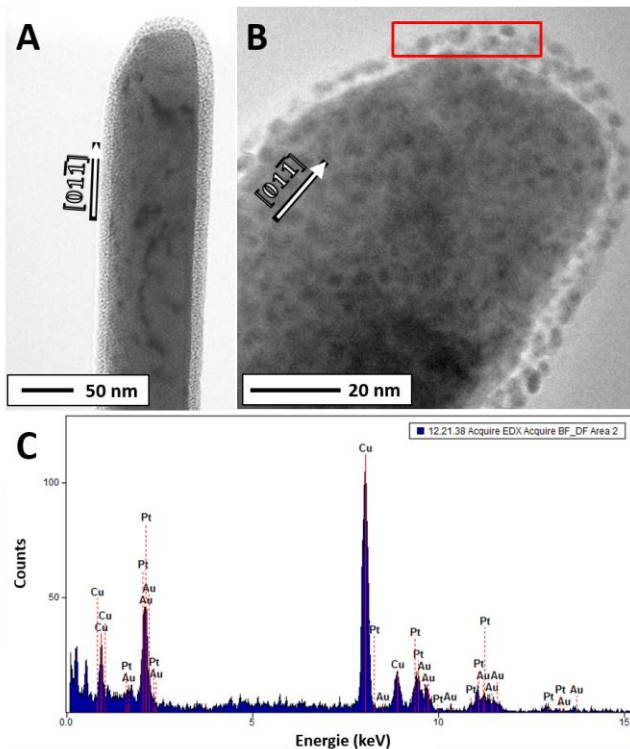 A
B
[011̅]
[011̅]
50 nm
20 nm
C
12.21.38 Acquire EDX Acquire BF_DF Area 2
Counts
100
50
0.0
5
10
15
Energie (keV)
Cu
Cu
Cu
Pt
Au
Pt
Pt
Au
Au
Pt
Au
Cu
Pt
Au
Cu
Pt
Pt
Au
Au
Pt
Au
Pt
Pt
Pt
Au
Au
Au
Pt
Pt
Au
Au